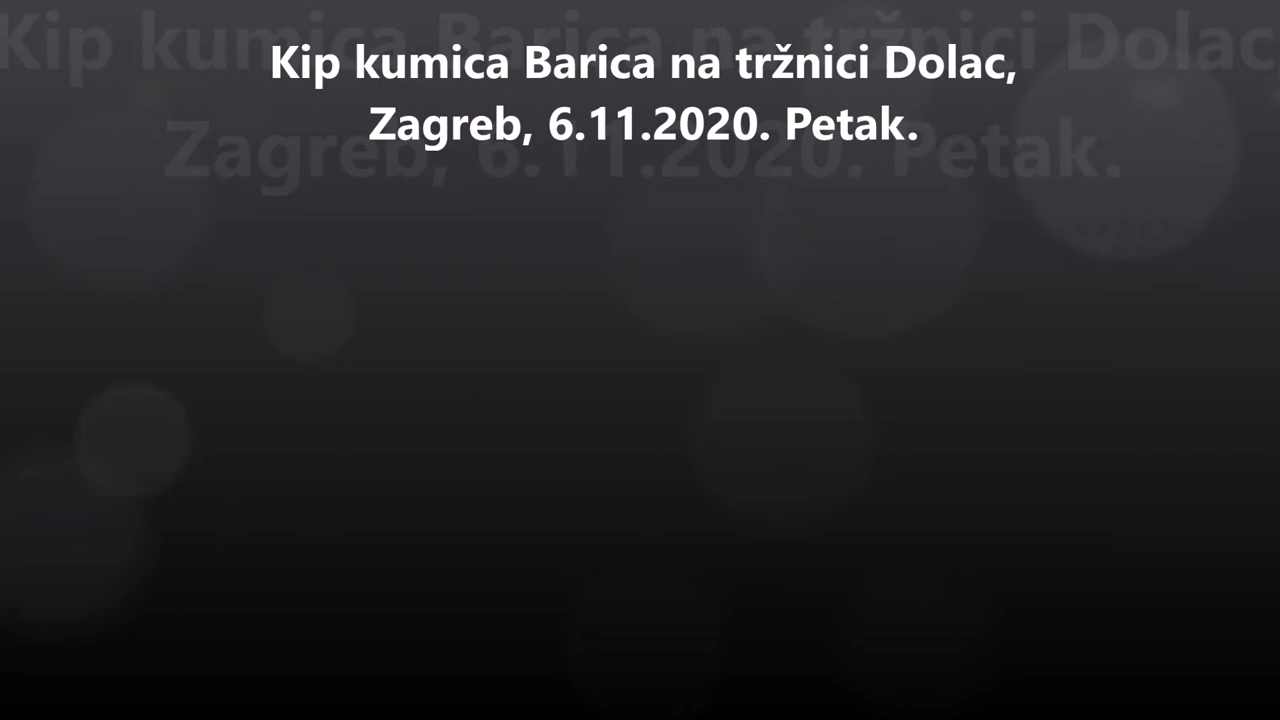 Kip kumica Barica na tržnici Dolac,
Zagreb, 6.11.2020. Petak.